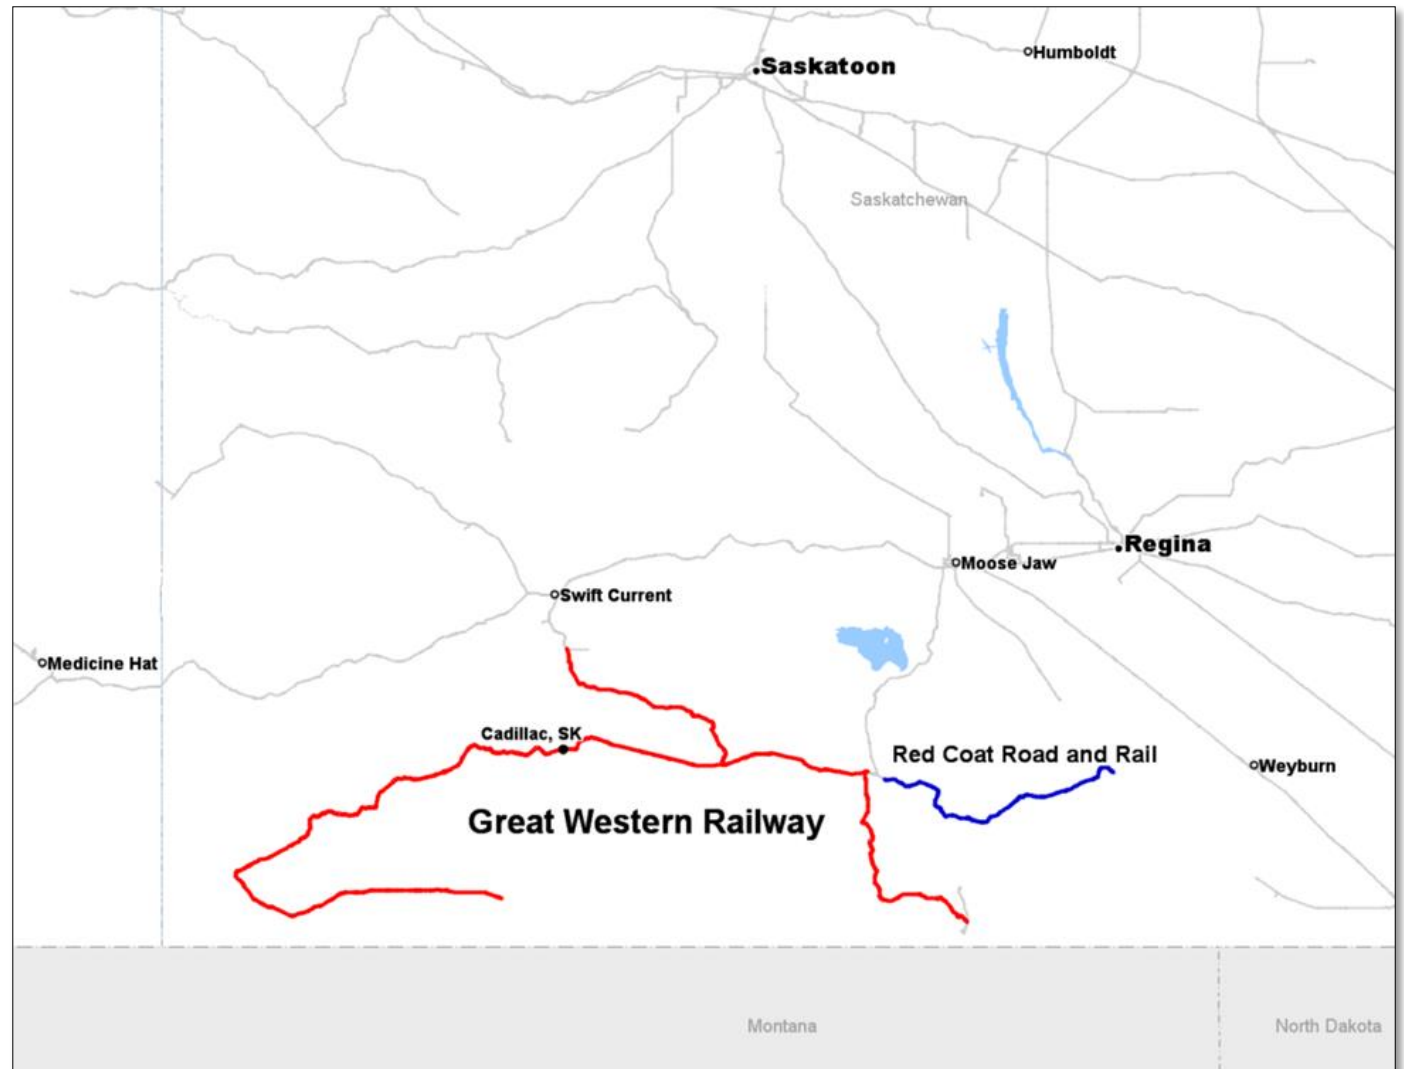 Humboldt
Saskatoon
Saskatchewan
Regina
Moose Jaw
Swift Current
Medicine Hat
Cadillac, SK
Red Coat Road and Rail
Weyburn
Great Western Railway
Montana
North Dakota